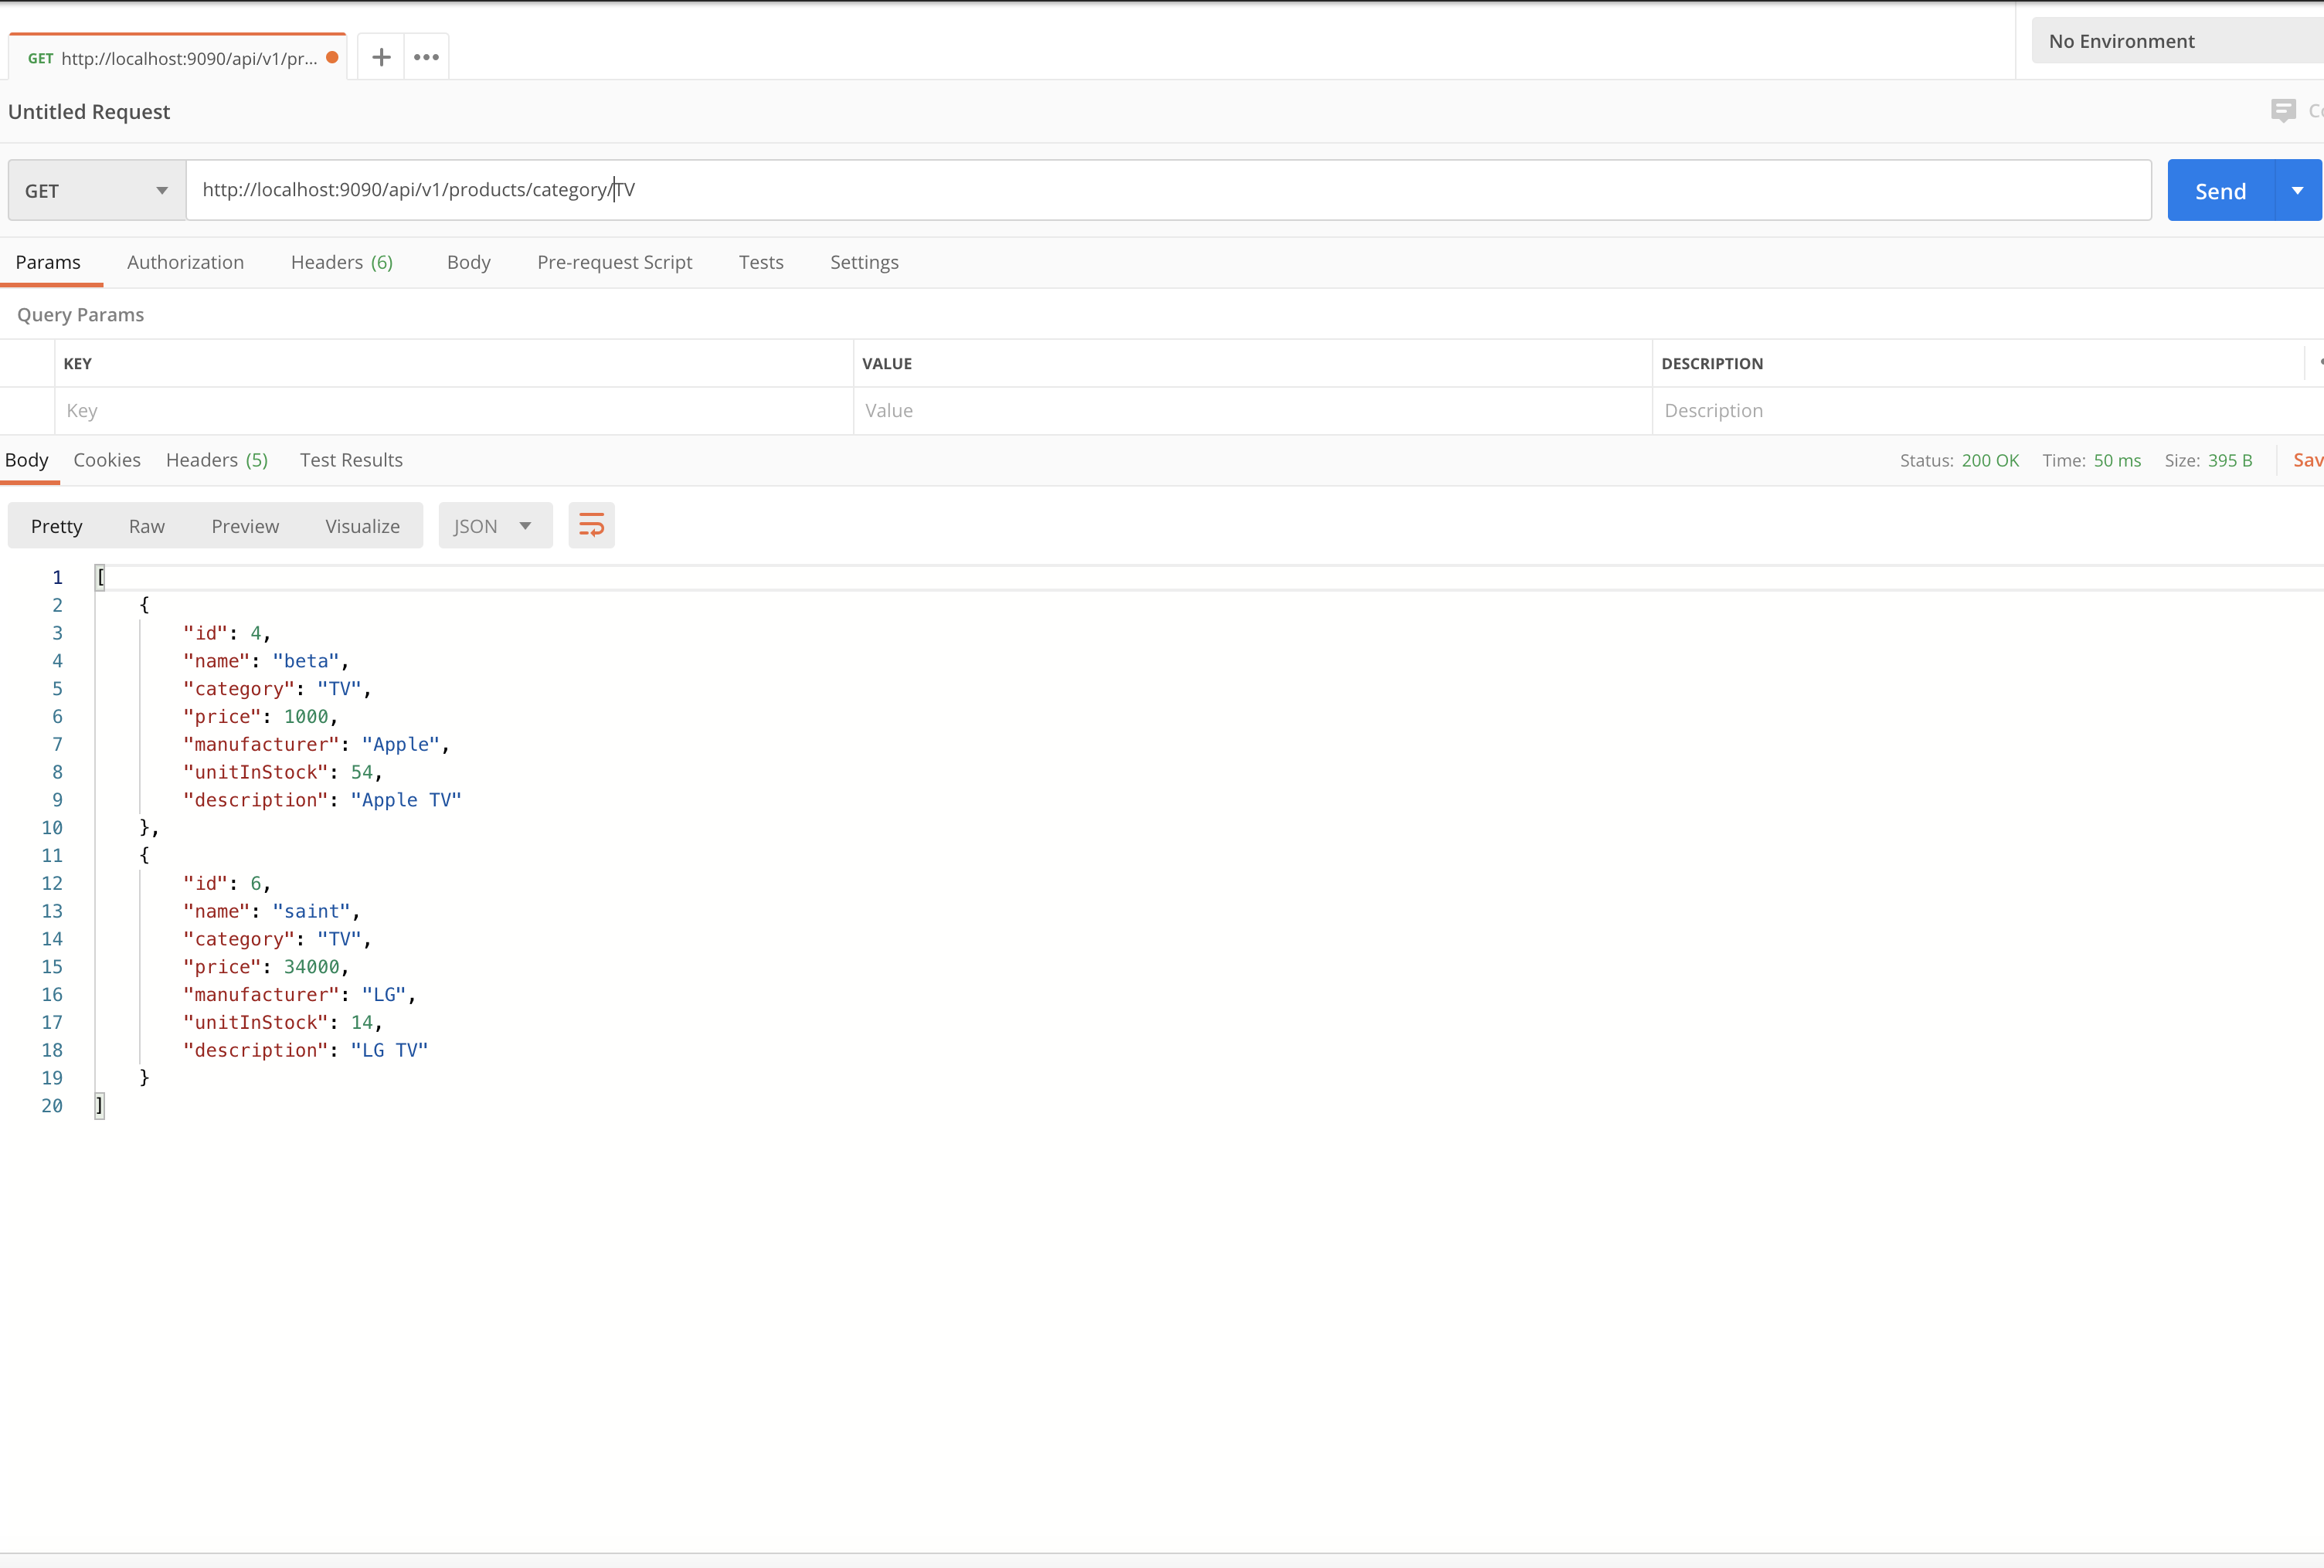 GET http://localhost:9090/api/v1/pr... No Environment
Untitled Request
GET http://localhost:9090/api/v1/products/category/TV Send
Params Authorization Headers (6) Body Pre-request Script Tests Settings
Query Params
KEY VALUE DESCRIPTION
Key Value Description
Body Cookies Headers (5) Test Results Status: 200 OK Time: 50 ms Size: 395 B
Pretty Raw Preview Visualize JSON
1 [
2 {
3 "id": 4,
4 "name": "beta",
5 "category": "TV",
6 "price": 1000,
7 "manufacturer": "Apple",
8 "unitInStock": 54,
9 "description": "Apple TV"
10 },
11 {
12 "id": 6,
13 "name": "saint",
14 "category": "TV",
15 "price": 34000,
16 "manufacturer": "LG",
17 "unitInStock": 14,
18 "description": "LG TV"
19 }
20 ]